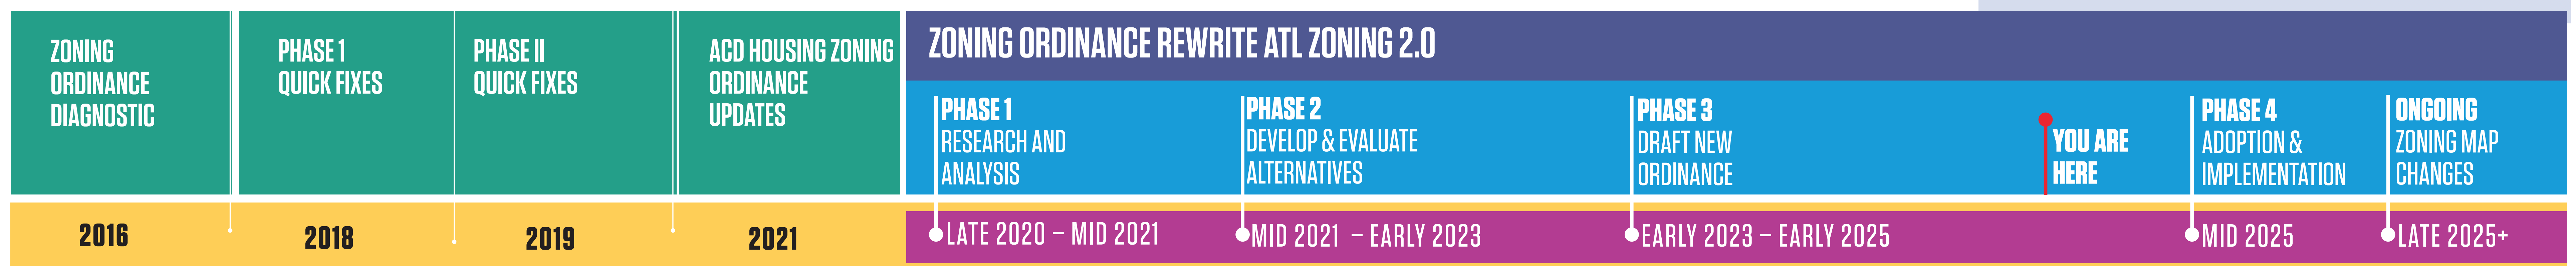 ZONING
ORDINANCE
DIAGNOSTIC
2016
PHASE 1
QUICK FIXES
2018
PHASE II
QUICK FIXES
2019
ACD HOUSING ZONING
ORDINANCE
UPDATES
2021
ZONING ORDINANCE REWRITE ATL ZONING 2.0
PHASE 1
RESEARCH AND
ANALYSIS
LATE 2020 – MID 2021
PHASE 2
DEVELOP & EVALUATE
ALTERNATIVES
MID 2021 – EARLY 2023
PHASE 3
DRAFT NEW
ORDINANCE
EARLY 2023 – EARLY 2025
YOU ARE
HERE
PHASE 4
ADOPTION &
IMPLEMENTATION
MID 2025
ONGOING
ZONING MAP
CHANGES
LATE 2025+